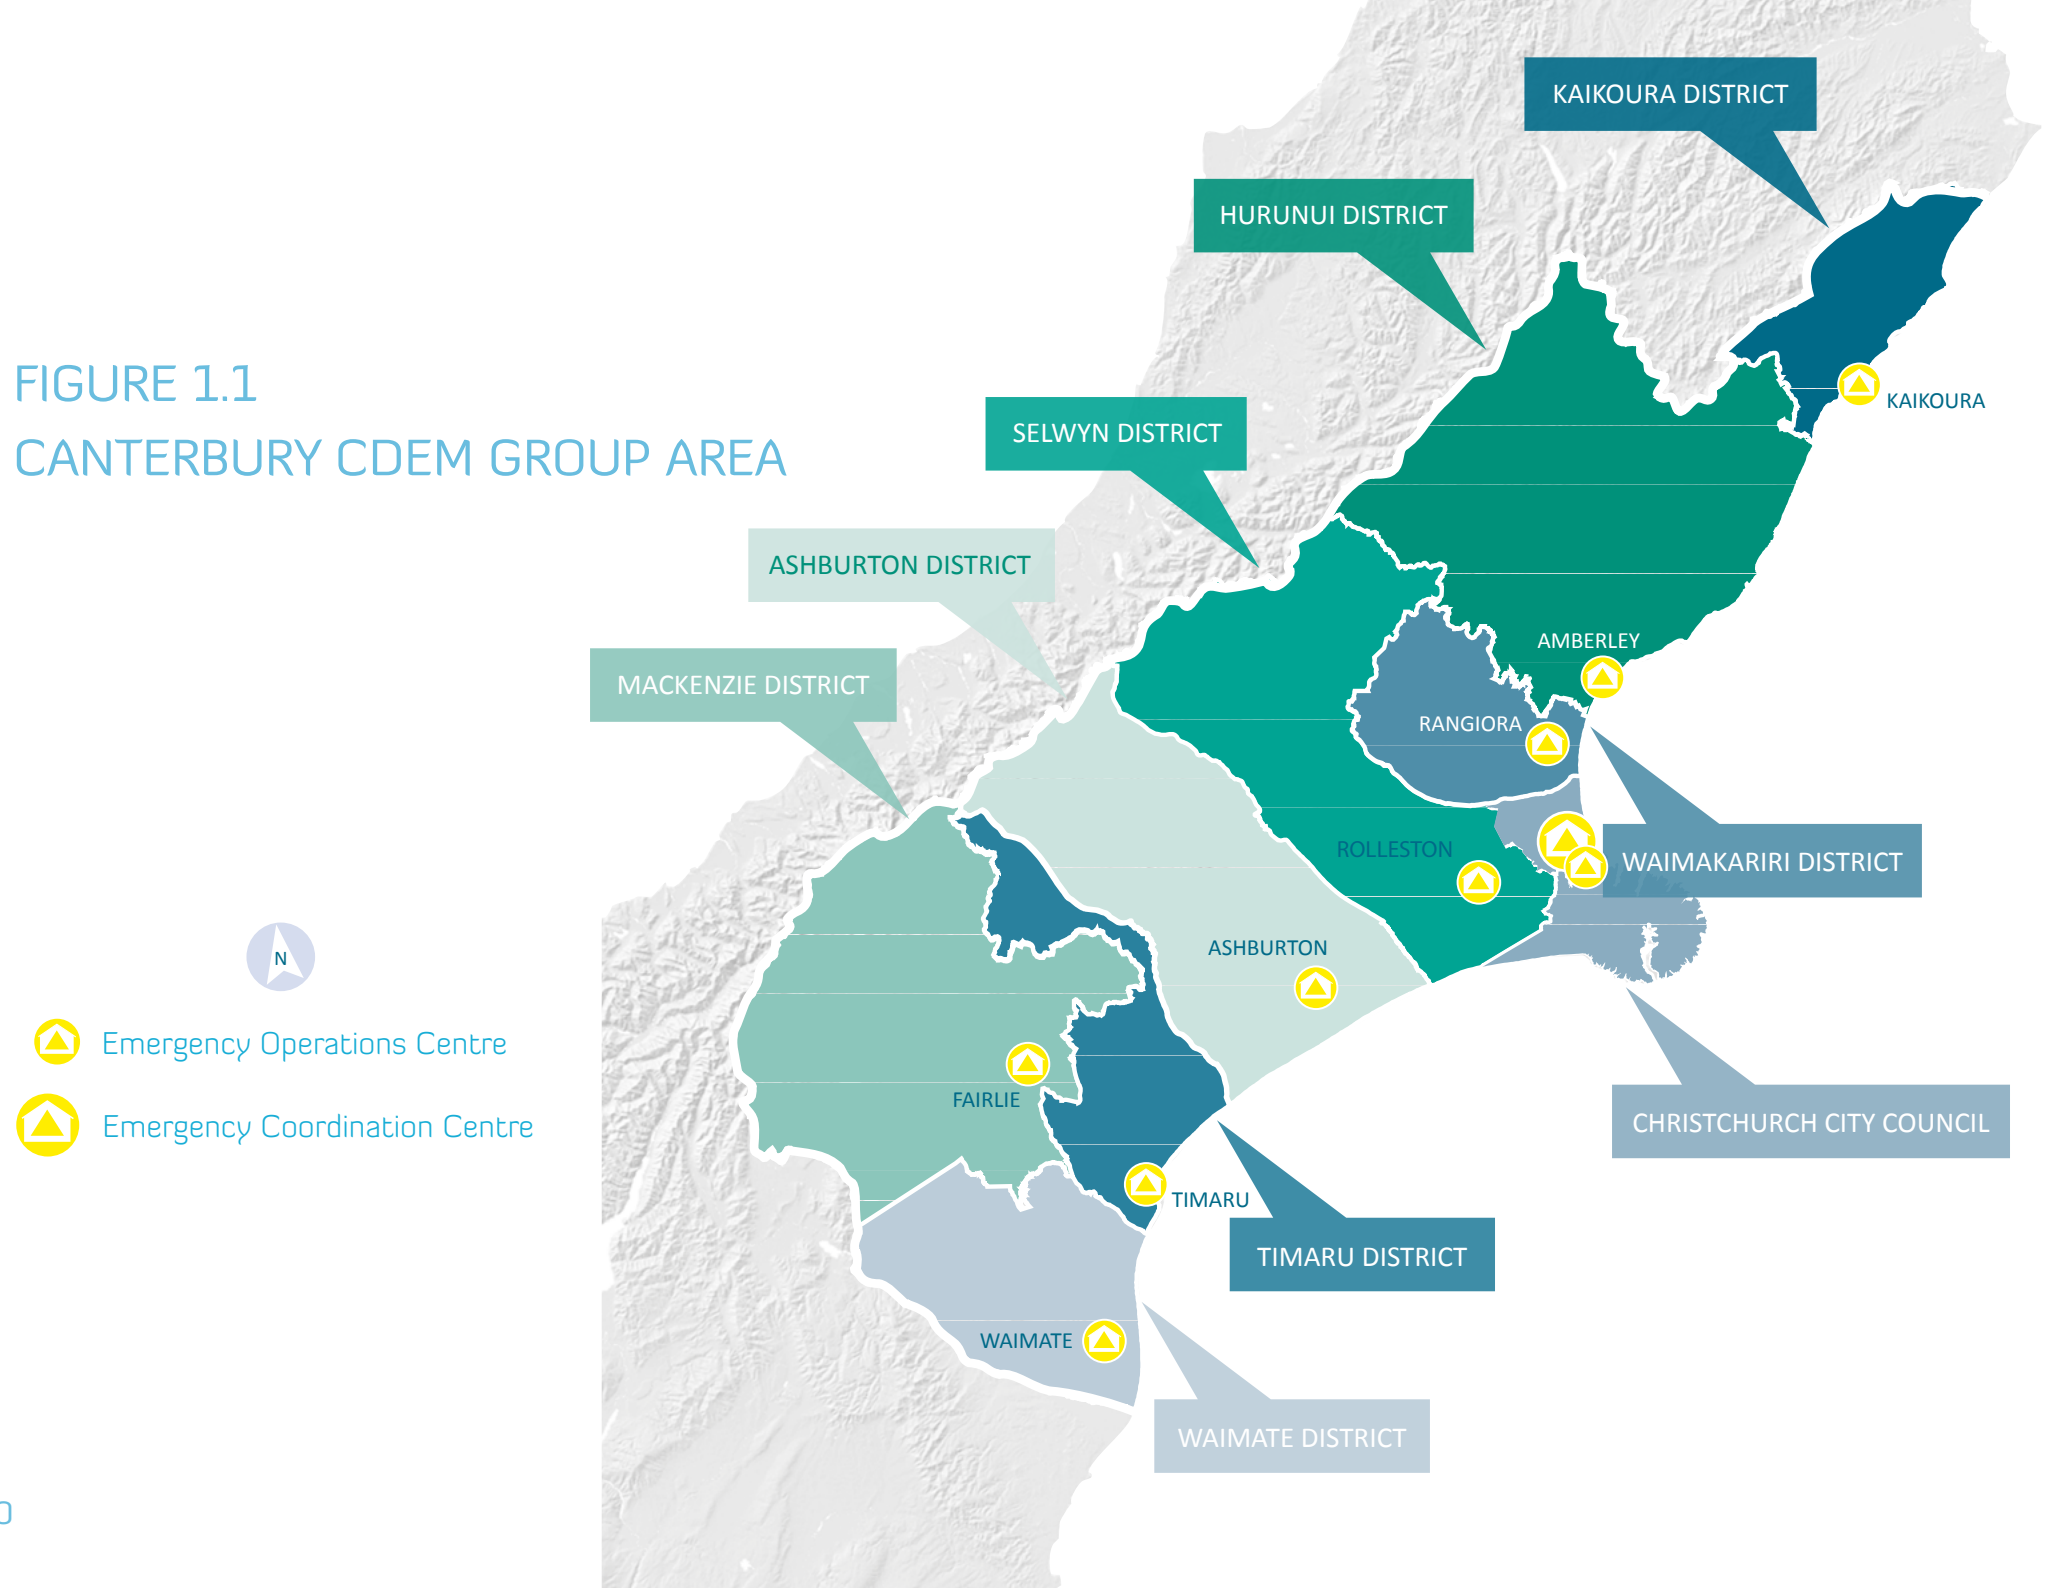 FIGURE 1.1
CANTERBURY CDEM GROUP AREA
KAIKOURA DISTRICT
HURUNUI DISTRICT
KAIKOURA
SELWYN DISTRICT
ASHBURTON DISTRICT
MACKENZIE DISTRICT
AMBERLEY
RANGIORA
ROLLESTON
WAIMAKARIRI DISTRICT
ASHBURTON
N
Emergency Operations Centre
Emergency Coordination Centre
FAIRLIE
CHRISTCHURCH CITY COUNCIL
TIMARU
TIMARU DISTRICT
WAIMATE
WAIMATE DISTRICT